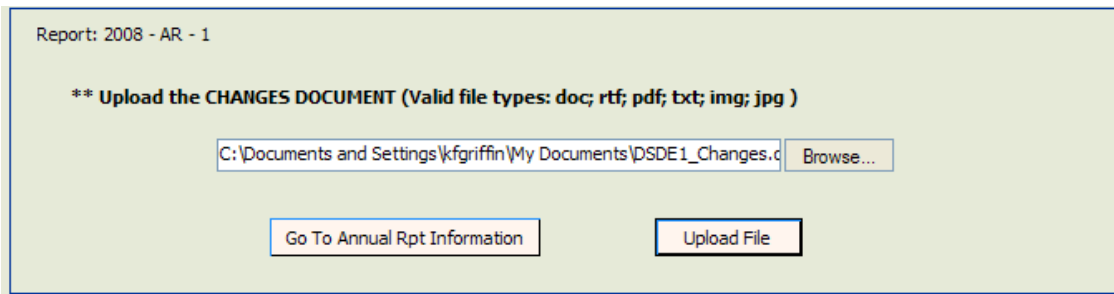 Report: 2008 - AR - 1
** Upload the CHANGES DOCUMENT (Valid file types: doc; rtf; pdf; txt; img; jpg )
C:\Documents and Settings\kfgriffin\My Documents\DSDE1_Changes.d Browse...
Go To Annual Rpt Information Upload File